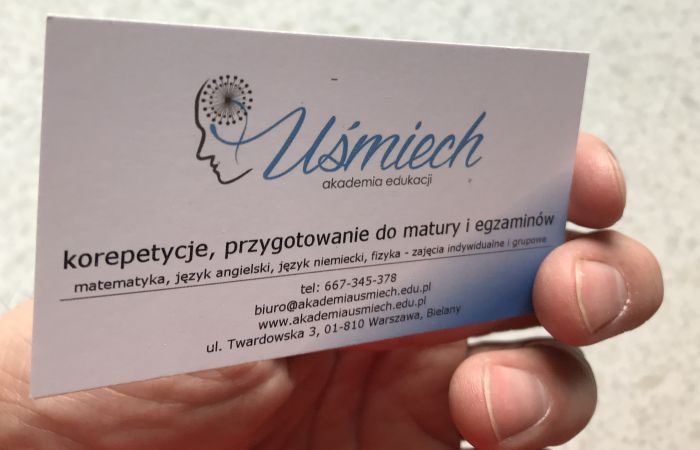 Uśmiech
akademia edukacji
korepetycje, przygotowanie do matury i egzaminów
matematyka, język angielski, język niemiecki, fizyka - zajęcia indywidualne i grupowe
tel: 667-345-378
biuro@akademiausmiech.edu.pl
www.akademiausmiech.edu.pl
ul. Twardowska 3, 01-810 Warszawa, Bielany